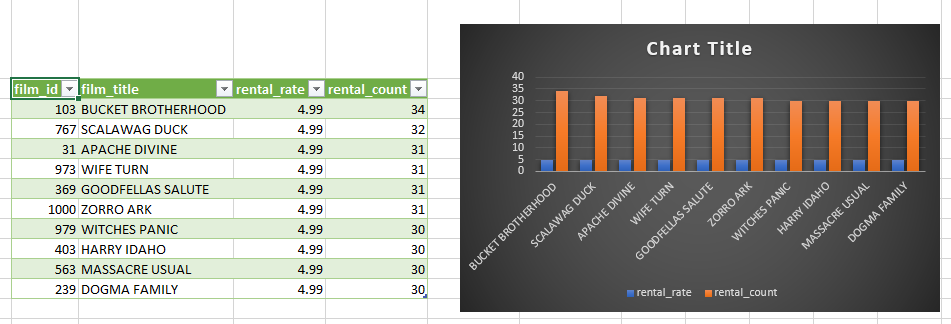 film_id film_title rental_rate rental_count
103 BUCKET BROTHERHOOD 4.99 34
767 SCALAWAG DUCK 4.99 32
31 APACHE DIVINE 4.99 31
973 WIFE TURN 4.99 31
369 GOODFELLAS SALUTE 4.99 31
1000 ZORRO ARK 4.99 31
979 WITCHES PANIC 4.99 30
403 HARRY IDAHO 4.99 30
563 MASSACRE USUAL 4.99 30
239 DOGMA FAMILY 4.99 30
Chart Title
40
35
30
25
20
15
10
5
0
BUCKET BROTHERHOOD
SCALAWAG DUCK
APACHE DIVINE
WIFE TURN
GOODFELLAS SALUTE
ZORRO ARK
WITCHES PANIC
HARRY IDAHO
MASSACRE USUAL
DOGMA FAMILY
rental_rate rental_count